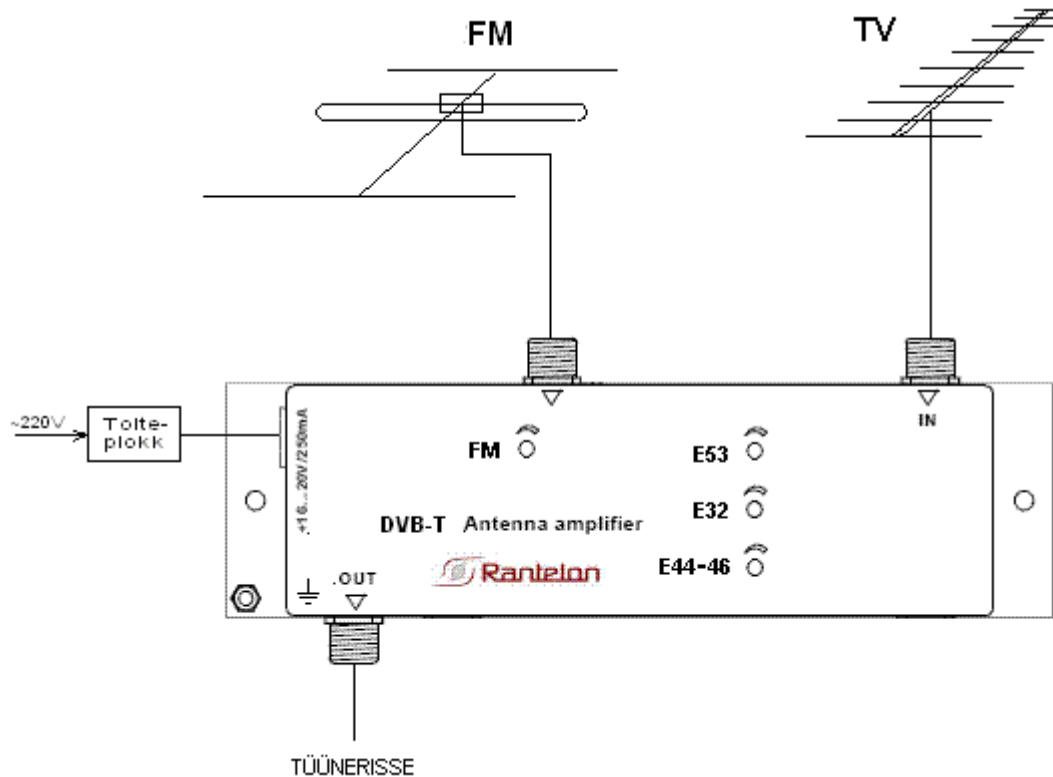 FM
TV
~220V
Toite-
plokk
.+16...20V/250mA
IN
FM
E53
E32
E44-46
DVB-T Antenna amplifier
Rantelon
.OUT
TÜÜNERISSE